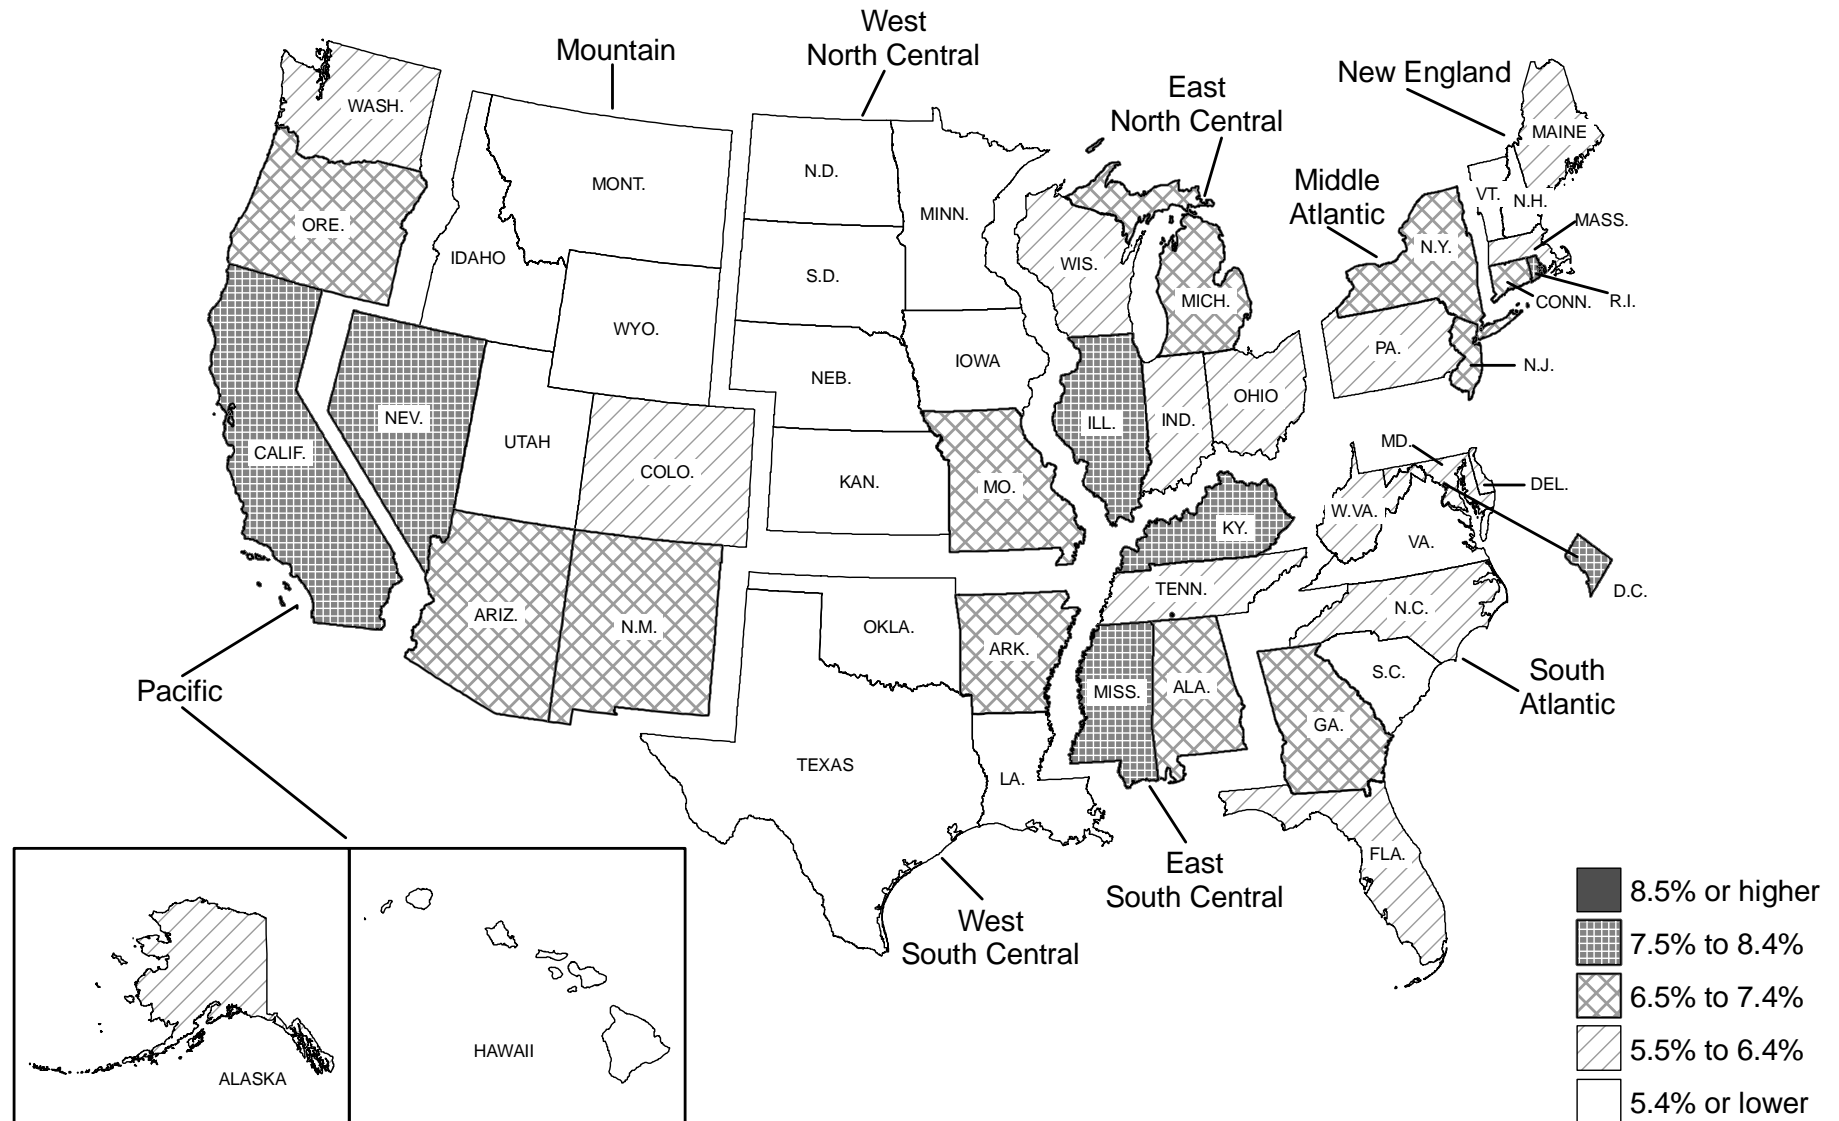 West
North Central
Mountain
New England
East
North Central
WASH.
MAINE
N.D.
MONT.
Middle
Atlantic
VT.
N.H.
MINN.
ORE.
MASS.
N.Y.
IDAHO
WIS.
S.D.
MICH.
CONN.
R.I.
WYO.
PA.
IOWA
N.J.
NEB.
OHIO
NEV.
ILL.
IND.
UTAH
MD.
CALIF.
COLO.
KAN.
MO.
DEL.
W.VA.
KY.
VA.
TENN.
D.C.
N.C.
ARIZ.
N.M.
OKLA.
ARK.
S.C.
South
Atlantic
Pacific
MISS.
ALA.
GA.
TEXAS
LA.
FLA.
East
South Central
West
South Central
8.5% or higher
7.5% to 8.4%
6.5% to 7.4%
5.5% to 6.4%
5.4% or lower
HAWAII
ALASKA